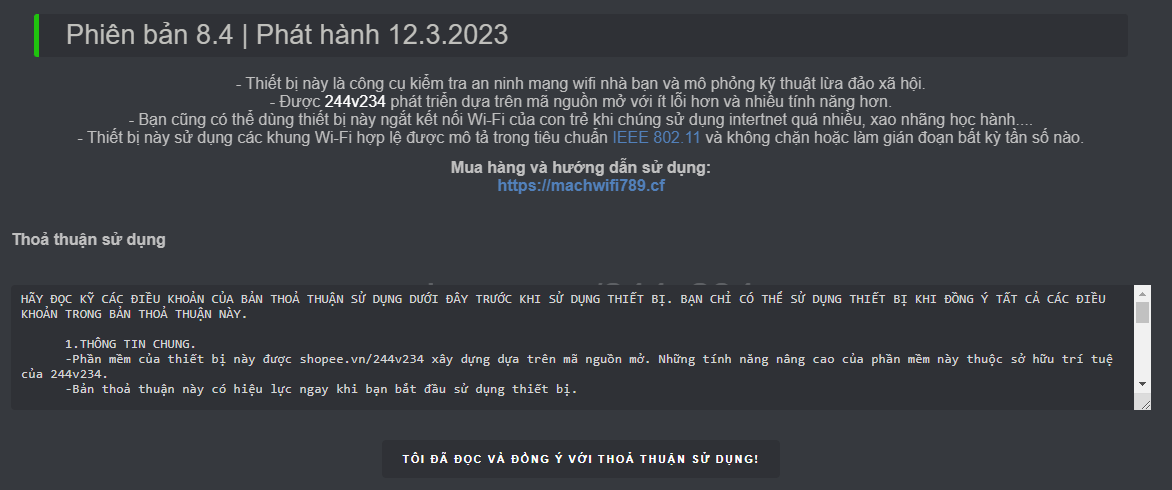 Phiên bản 8.4 | Phát hành 12.3.2023
- Thiết bị này là công cụ kiểm tra an ninh mạng wifi nhà bạn và mô phỏng kỹ thuật lừa đảo xã hội.
- Được 244v234 phát triển dựa trên mã nguồn mở với ít lỗi hơn và nhiều tính năng hơn.
- Bạn cũng có thể dùng thiết bị này ngắt kết nối Wi-Fi của con trẻ khi chúng sử dụng intertnet quá nhiều, xao nhãng học hành....
- Thiết bị này sử dụng các khung Wi-Fi hợp lệ được mô tả trong tiêu chuẩn IEEE 802.11 và không chặn hoặc làm gián đoạn bất kỳ tần số nào.
Mua hàng và hướng dẫn sử dụng:
https://machwifi789.cf
Thoả thuận sử dụng
HÃY ĐỌC KỸ CÁC ĐIỀU KHOẢN CỦA BẢN THOẢ THUẬN SỬ DỤNG DƯỚI ĐÂY TRƯỚC KHI SỬ DỤNG THIẾT BỊ. BẠN CHỈ CÓ THỂ SỬ DỤNG THIẾT BỊ KHI ĐỒNG Ý TẤT CẢ CÁC ĐIỀU
KHOẢN TRONG BẢN THOẢ THUẬN NÀY.
1.THÔNG TIN CHUNG.
-Phần mềm của thiết bị này được shopee.vn/244v234 xây dựng dựa trên mã nguồn mở. Những tính năng nâng cao của phần mềm này thuộc sở hữu trí tuệ
của 244v234.
-Bản thoả thuận này có hiệu lực ngay khi bạn bắt đầu sử dụng thiết bị.
TÔI ĐÃ ĐỌC VÀ ĐỒNG Ý VỚI THOẢ THUẬN SỬ DỤNG!